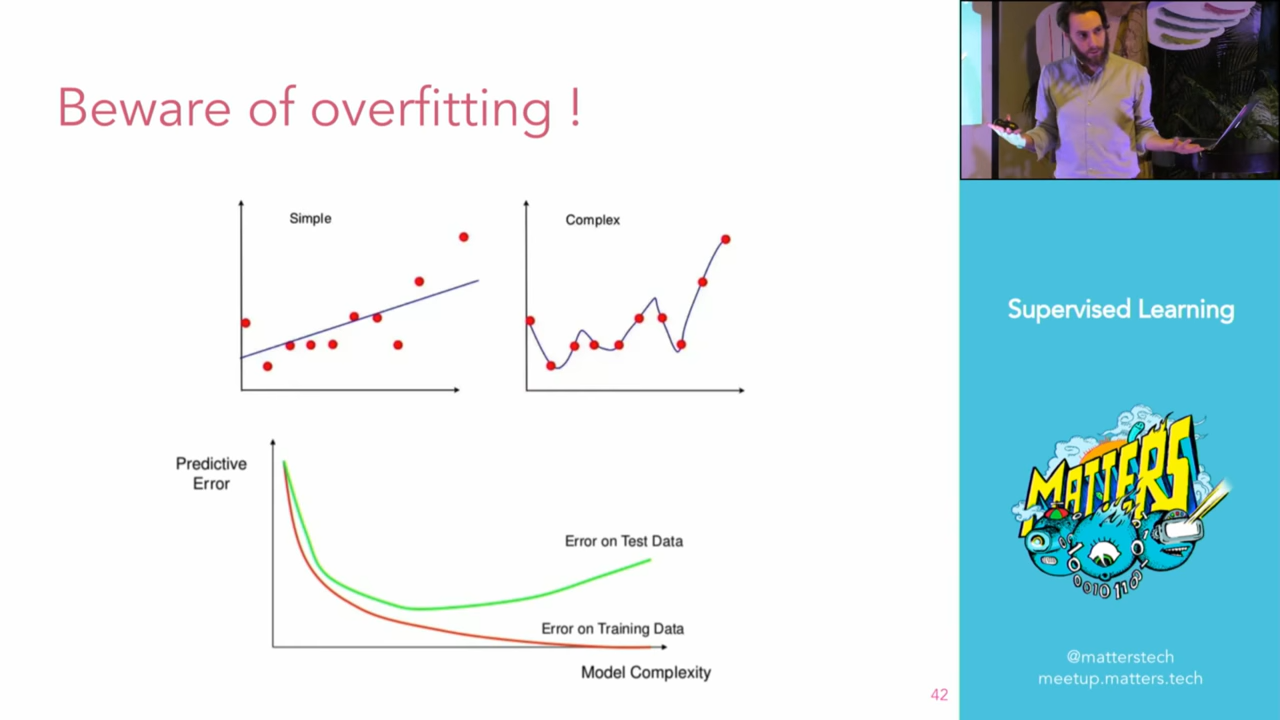 Beware of overfitting !
Simple
Complex
Predictive
Error
Error on Test Data
Error on Training Data
Model Complexity
42
Supervised Learning
MATTERS
@matterstech
meetup.matters.tech